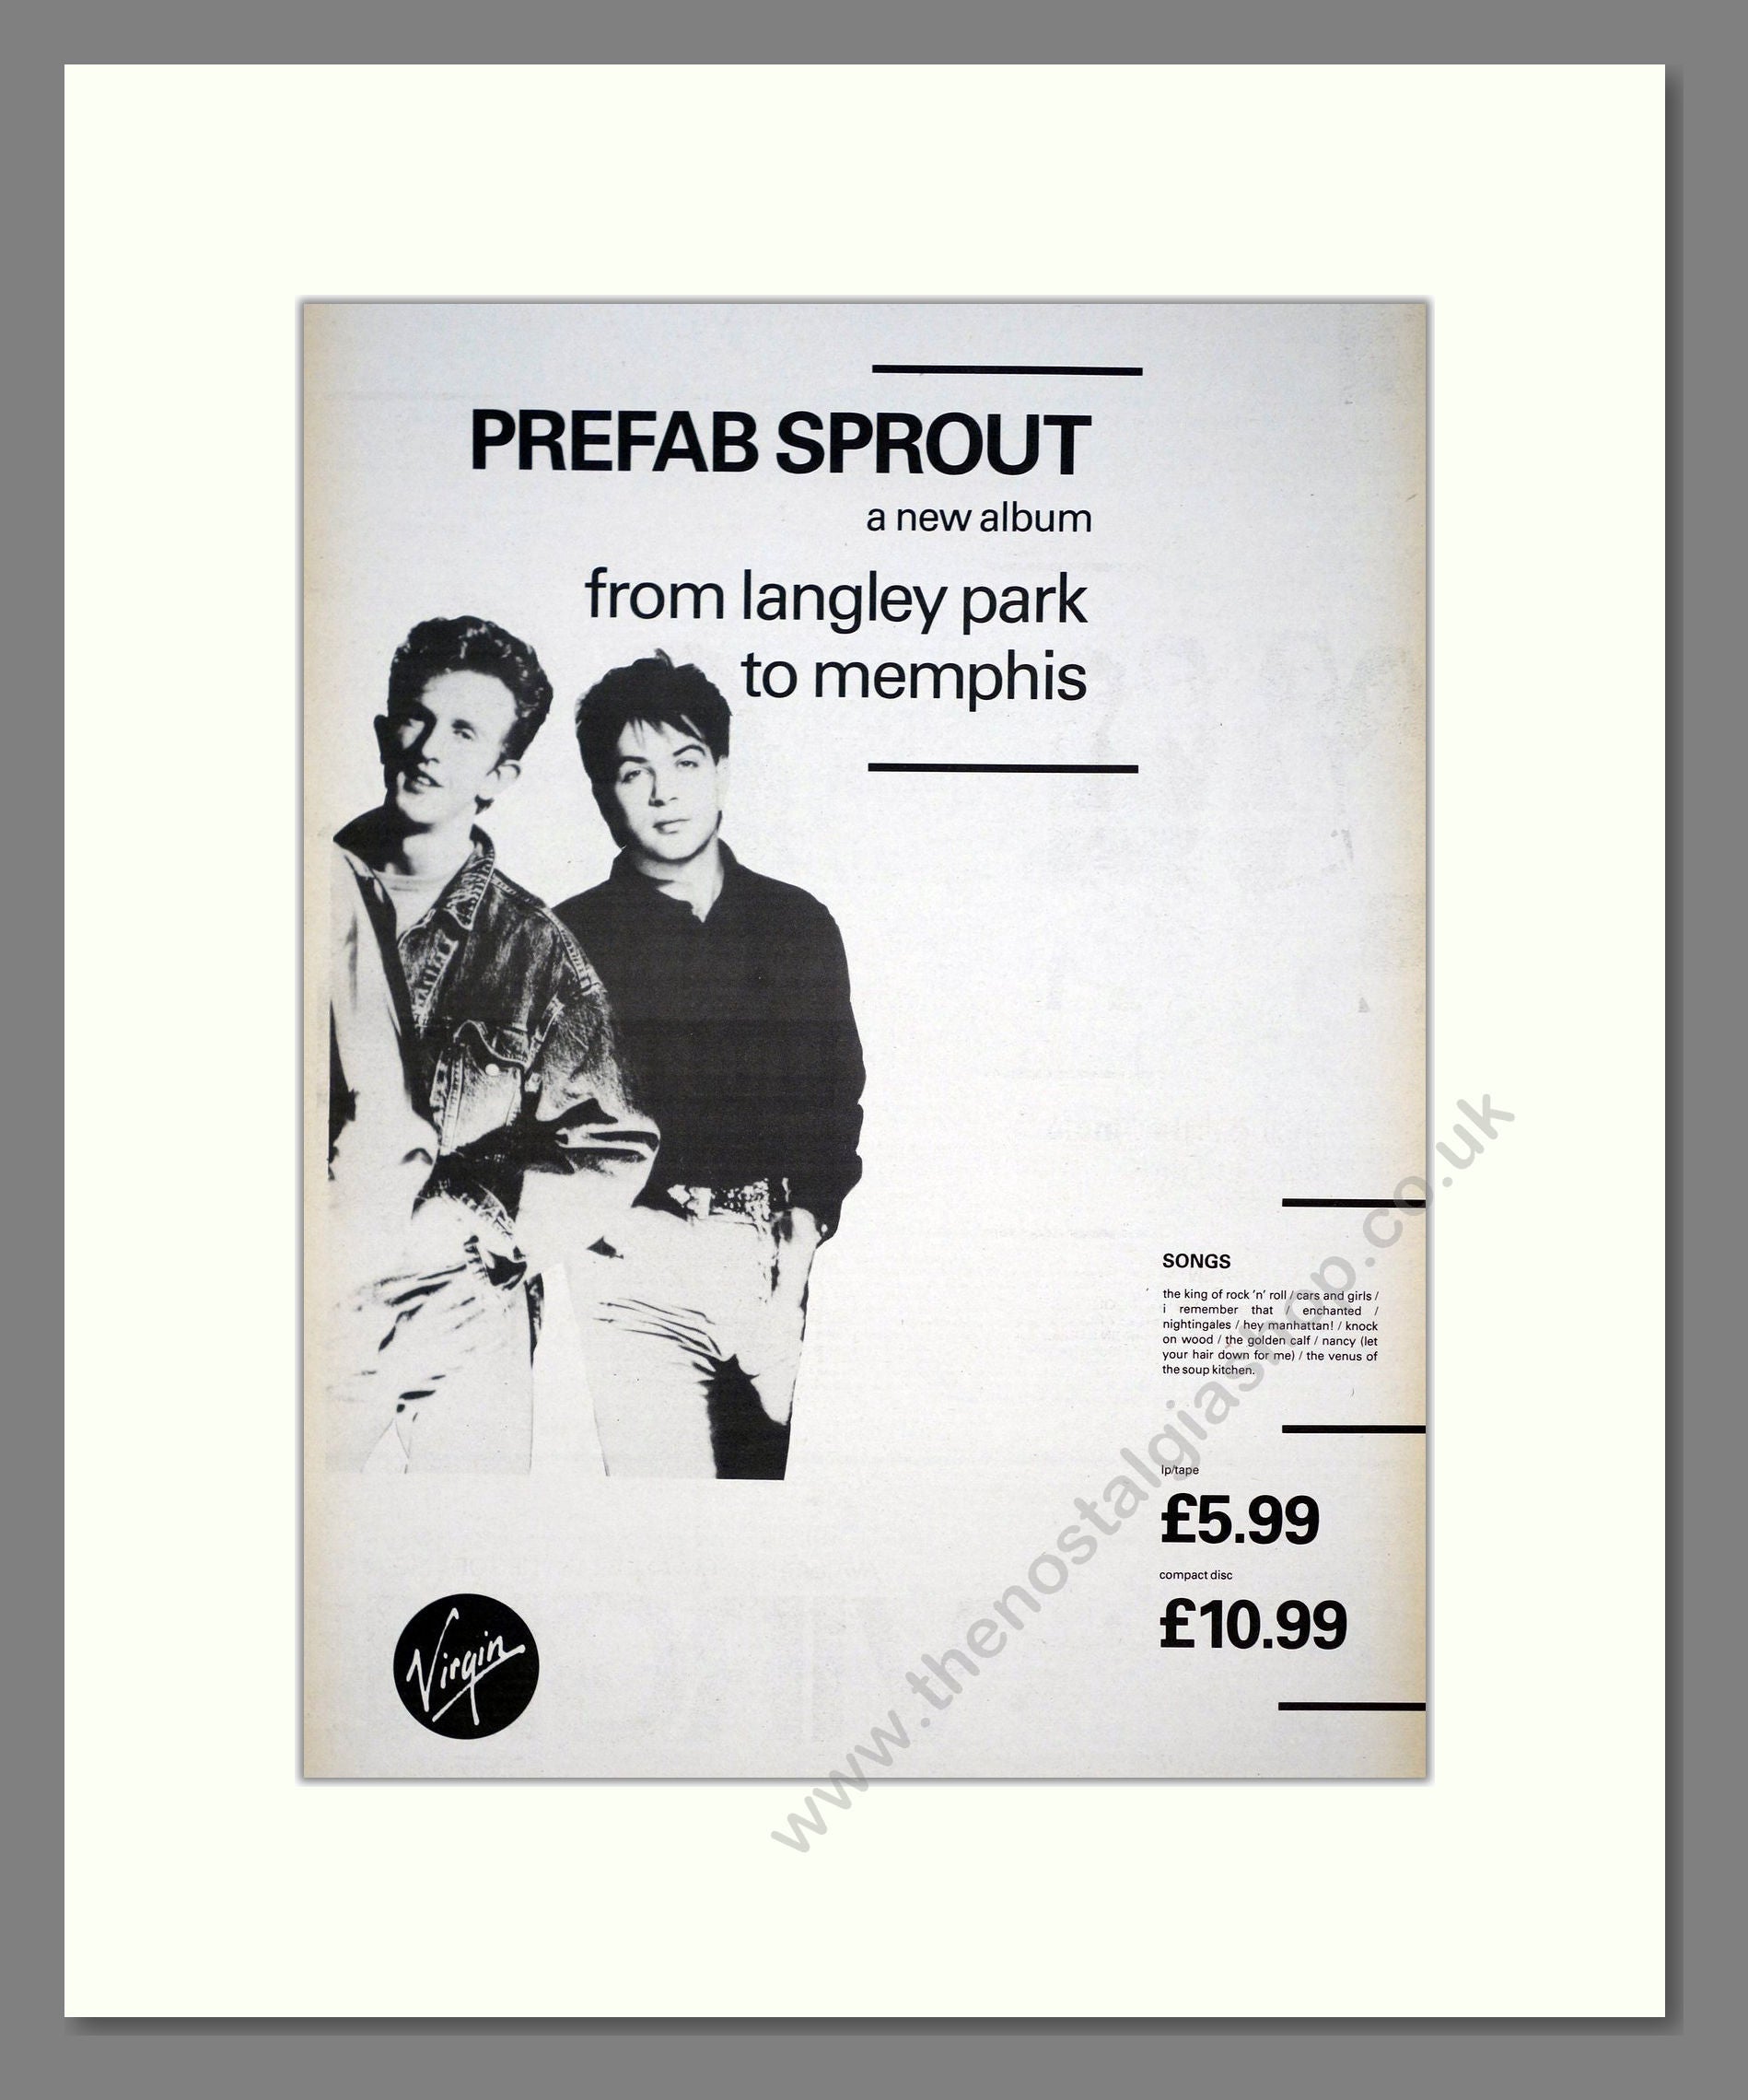 PREFAB SPROUT
a new album
from langley park
to memphis
SONGS
the king of rock 'n' roll / cars and girls /
i remember that / enchanted /
nightingales / hey manhattan! / knock
on wood / the golden calf / nancy (let
your hair down for me) / the venus of
the soup kitchen.
lp/tape
£5.99
compact disc
£10.99
Virgin
www.thenostalgiashop.co.uk